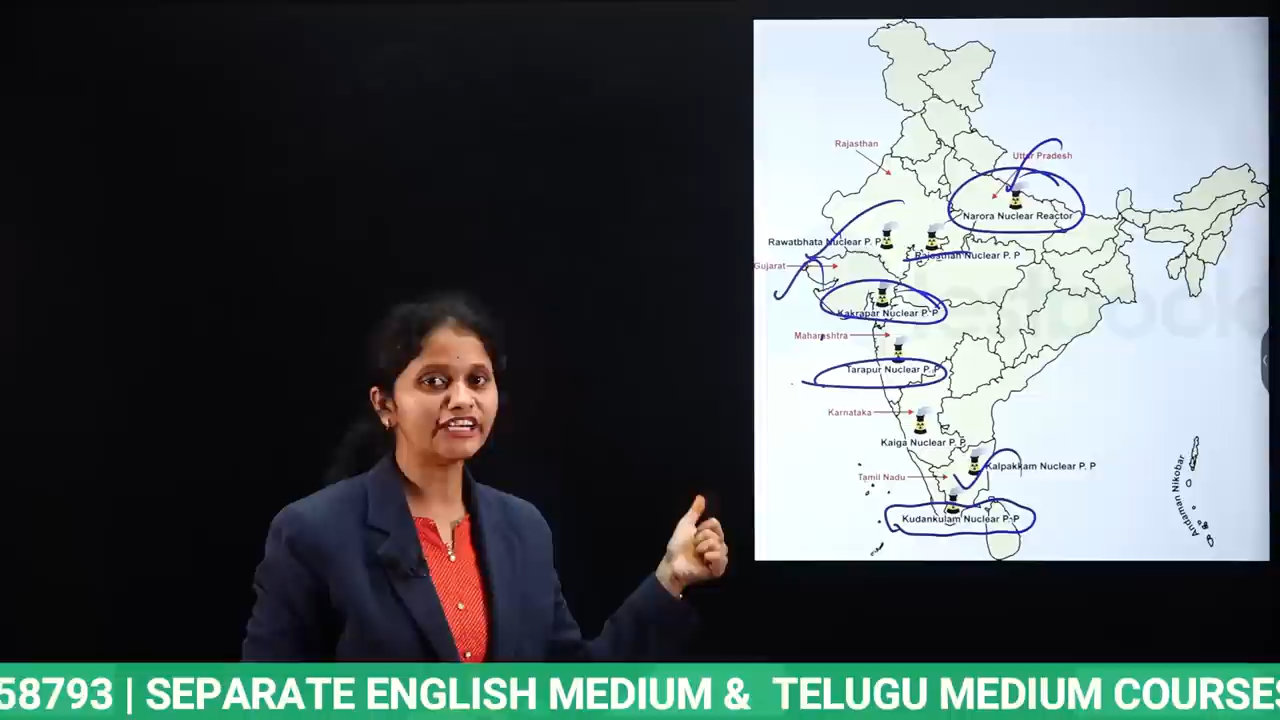 Rajasthan
Uttar Pradesh
Narora Nuclear Reactor
Rawatbhata Nuclear P. P
Rajasthan Nuclear P. P
Gujarat
Kakrapar Nuclear P. P
Maharashtra
Tarapur Nuclear P. P
Karnataka
Kaiga Nuclear P. P
Kalpakkam Nuclear P. P
Tamil Nadu
Kudankulam Nuclear P. P
Andaman Nikobar
58793 | SEPARATE ENGLISH MEDIUM & TELUGU MEDIUM COURSES